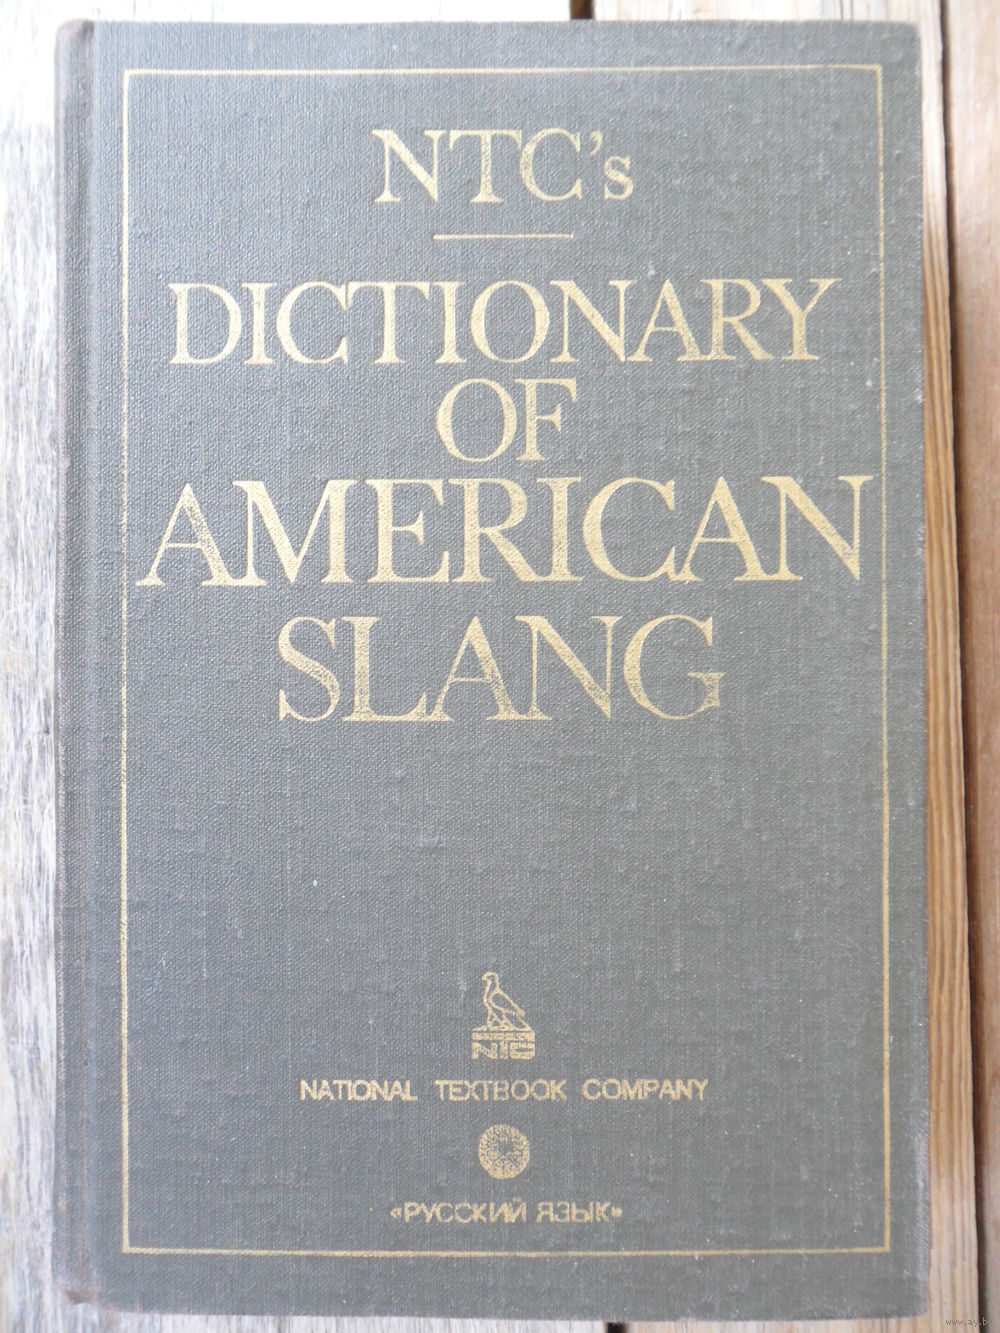 NTC's
DICTIONARY
OF
AMERICAN
SLANG
NTC
NATIONAL TEXTBOOK COMPANY
«РУССКИЙ ЯЗЫК»